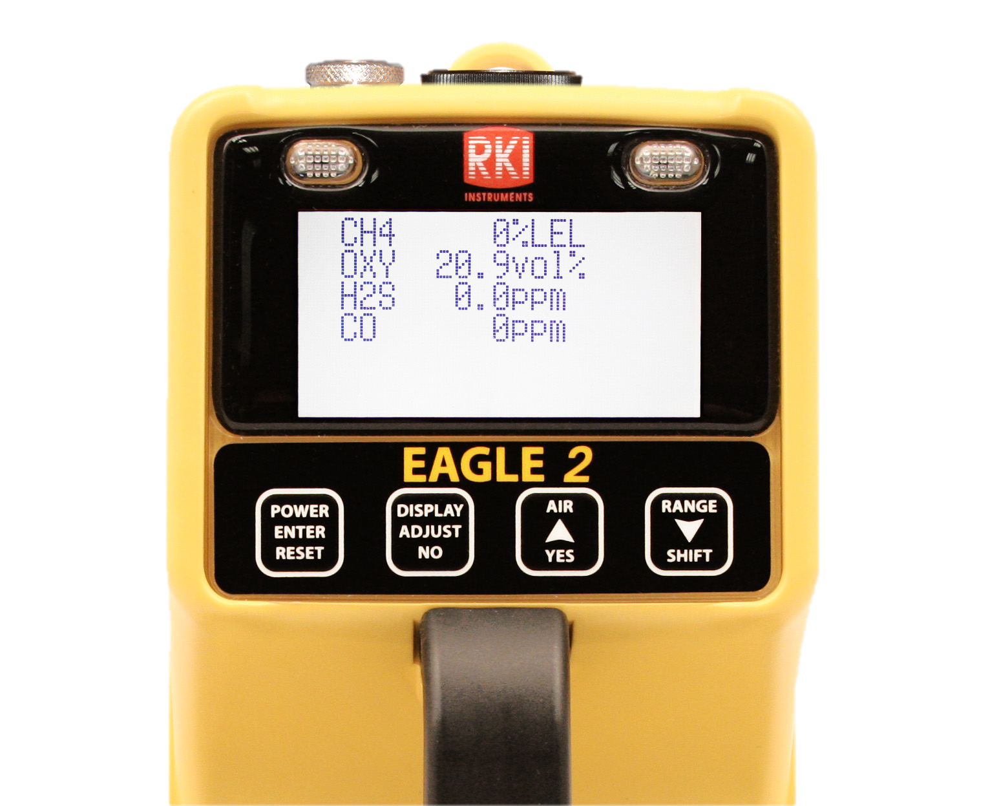 RKI
INSTRUMENTS
CH4 0%LEL
OXY 20.9vol%
H2S 0.0ppm
CO 0ppm
EAGLE 2
POWER
ENTER
RESET
DISPLAY
ADJUST
NO
AIR
YES
RANGE
SHIFT